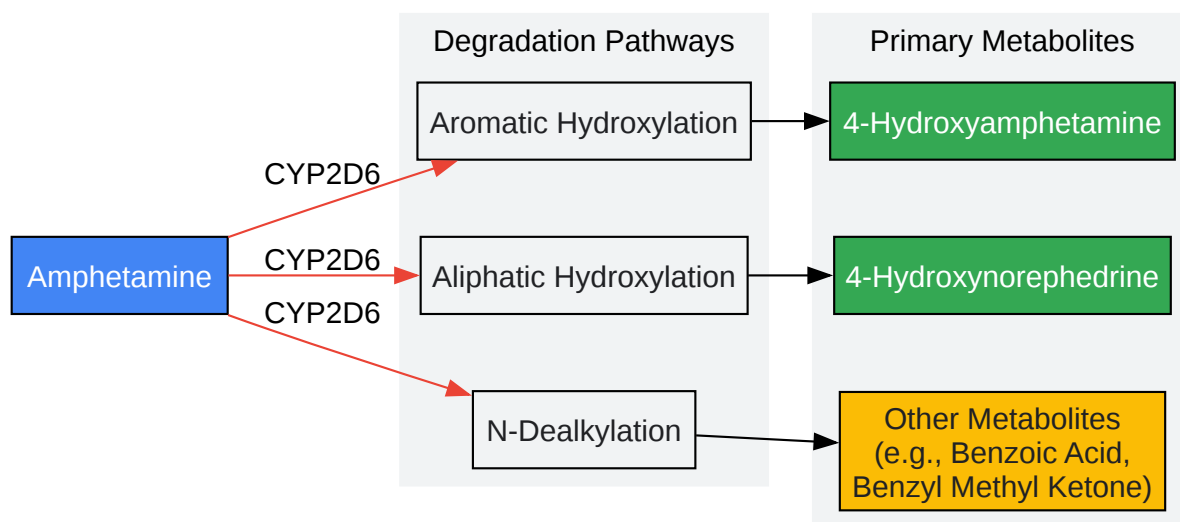 Degradation Pathways
Primary Metabolites
Aromatic Hydroxylation
4-Hydroxyamphetamine
CYP2D6
Amphetamine
CYP2D6
Aliphatic Hydroxylation
4-Hydroxynorephedrine
CYP2D6
N-Dealkylation
Other Metabolites
(e.g., Benzoic Acid,
Benzyl Methyl Ketone)